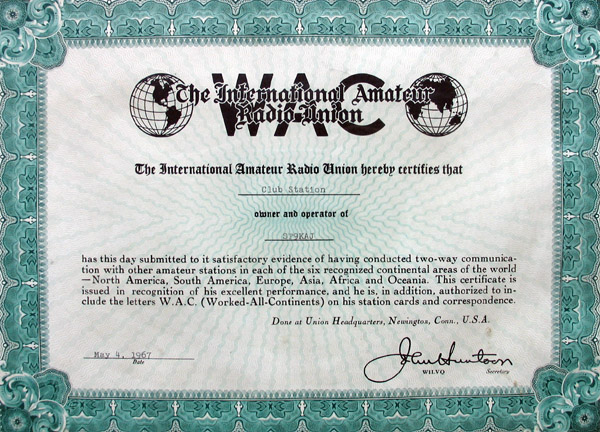 WAC
The International Amateur
Radio Union
The International Amateur Radio Union hereby certifies that
Club Station
owner and operator of
SP9KAJ
has this day submitted to it satisfactory evidence of having conducted two-way communica-
tion with other amateur stations in each of the six recognized continental areas of the world
—North America, South America, Europe, Asia, Africa and Oceania. This certificate is
issued in recognition of his excellent performance, and he is, in addition, authorized to in-
clude the letters W.A.C. (Worked-All-Continents) on his station cards and correspondence.
Done at Union Headquarters, Newington, Conn., U.S.A.
May 4, 1967
Date
John Huntoon
W1LVQ Secretary